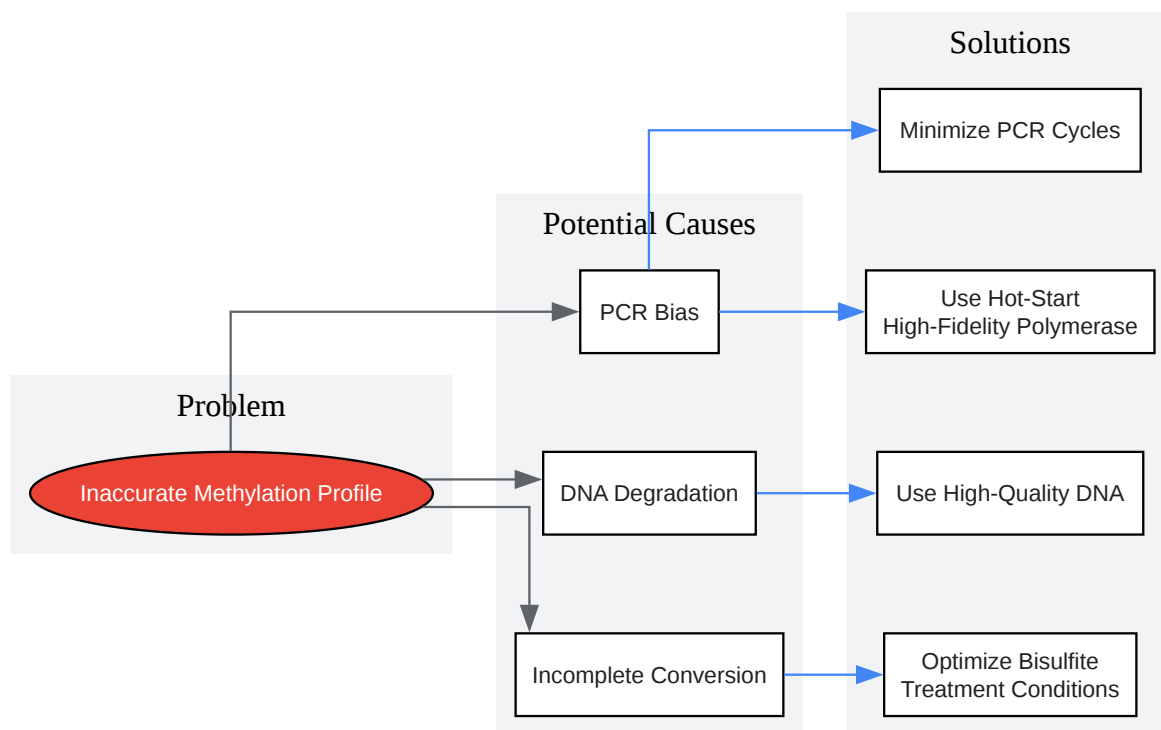 Solutions
Minimize PCR Cycles
Potential Causes
PCR Bias
Use Hot-Start
High-Fidelity Polymerase
Problem
Inaccurate Methylation Profile
DNA Degradation
Use High-Quality DNA
Incomplete Conversion
Optimize Bisulfite
Treatment Conditions